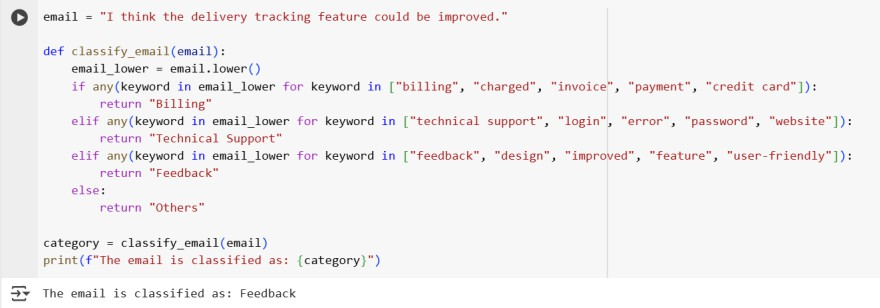 email = "I think the delivery tracking feature could be improved."
def classify_email(email):
    email_lower = email.lower()
    if any(keyword in email_lower for keyword in ["billing", "charged", "invoice", "payment", "credit card"]):
        return "Billing"
    elif any(keyword in email_lower for keyword in ["technical support", "login", "error", "password", "website"]):
        return "Technical Support"
    elif any(keyword in email_lower for keyword in ["feedback", "design", "improved", "feature", "user-friendly"]):
        return "Feedback"
    else:
        return "Others"
category = classify_email(email)
print(f"The email is classified as: {category}")
The email is classified as: Feedback